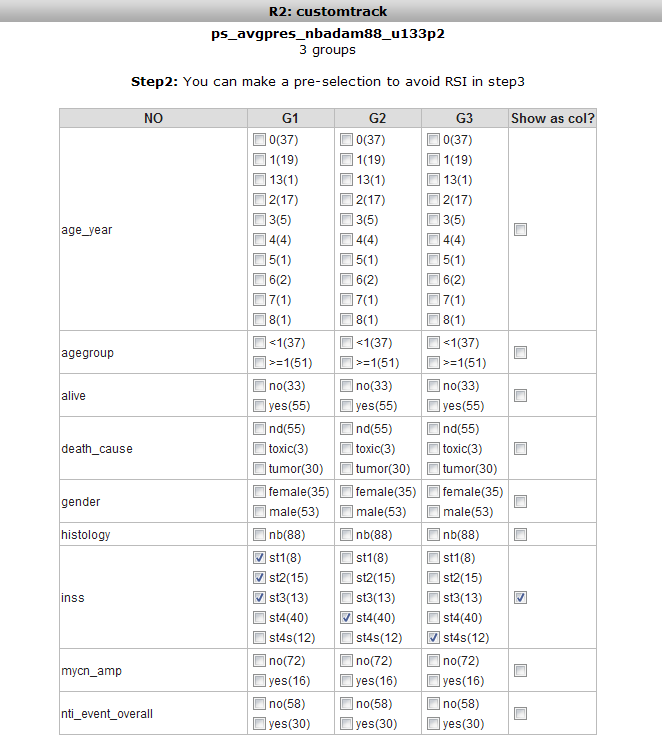 R2: customtrack
ps_avgpres_nbadam88_u133p2
3 groups
Step2: You can make a pre-selection to avoid RSI in step3
NO G1 G2 G3 Show as col?
age_year
0(37) 0(37) 0(37)
1(19) 1(19) 1(19)
13(1) 13(1) 13(1)
2(17) 2(17) 2(17)
3(5) 3(5) 3(5)
4(4) 4(4) 4(4)
5(1) 5(1) 5(1)
6(2) 6(2) 6(2)
7(1) 7(1) 7(1)
8(1) 8(1) 8(1)
agegroup
<1(37) <1(37) <1(37)
>=1(51) >=1(51) >=1(51)
alive
no(33) no(33) no(33)
yes(55) yes(55) yes(55)
death_cause
nd(55) nd(55) nd(55)
toxic(3) toxic(3) toxic(3)
tumor(30) tumor(30) tumor(30)
gender
female(35) female(35) female(35)
male(53) male(53) male(53)
histology nb(88) nb(88) nb(88)
inss
st1(8) st1(8) st1(8)
st2(15) st2(15) st2(15)
st3(13) st3(13) st3(13)
st4(40) st4(40) st4(40)
st4s(12) st4s(12) st4s(12)
mycn_amp
no(72) no(72) no(72)
yes(16) yes(16) yes(16)
nti_event_overall
no(58) no(58) no(58)
yes(30) yes(30) yes(30)